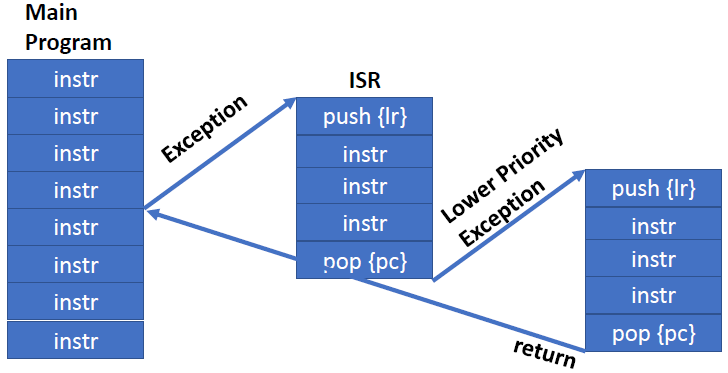 Main
Program
instr
instr
instr
instr
instr
instr
instr
instr
Exception
ISR
push {lr}
instr
instr
instr
pop {pc}
Lower Priority
Exception
push {lr}
instr
instr
instr
pop {pc}
return